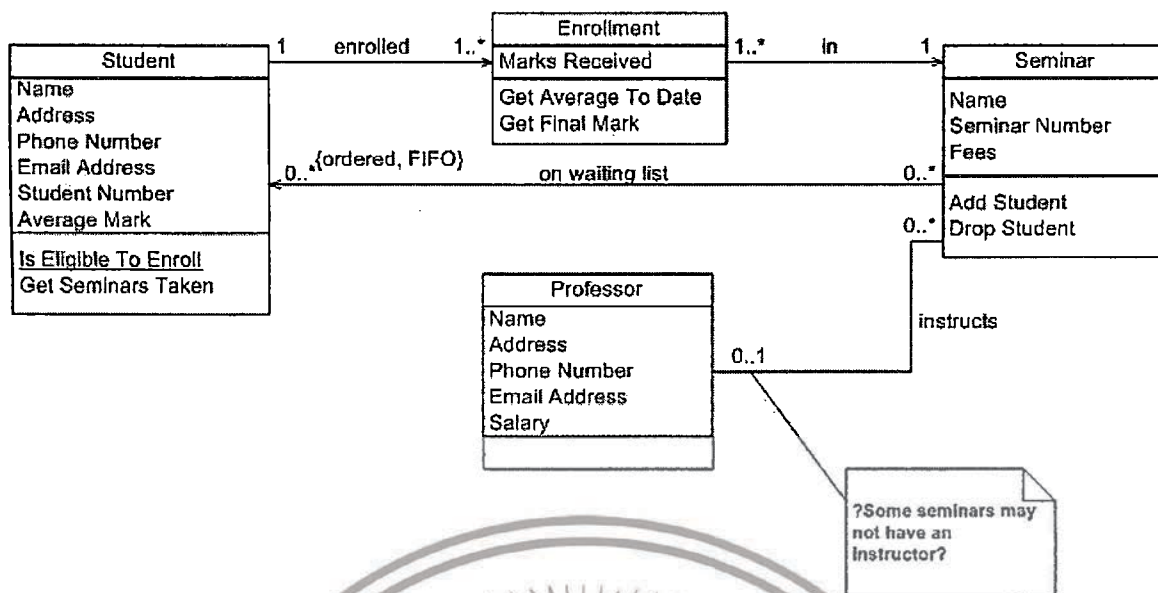 Enrollment
1 enrolled 1..*
1..* in 1
Student
Marks Received
Seminar
Name
Address
Phone Number
Email Address
Student Number
Average Mark
Get Average To Date
Get Final Mark
Name
Seminar Number
Fees
0..* {ordered, FIFO} on waiting list 0..*
Is Eligible To Enroll
Get Seminars Taken
Add Student
Drop Student
0..*
Professor
Name
Address
Phone Number
Email Address
Salary
0..1
instructs
?Some seminars may
not have an
Instructor?